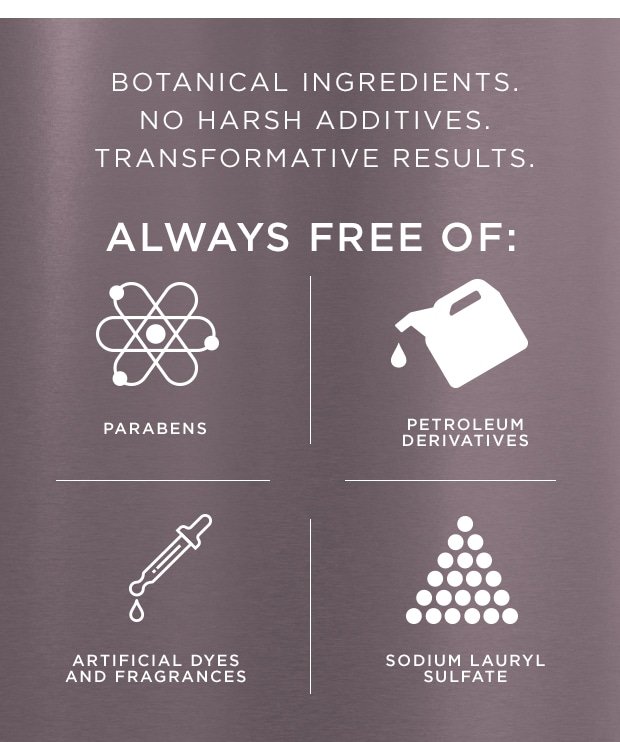 BOTANICAL INGREDIENTS.
NO HARSH ADDITIVES.
TRANSFORMATIVE RESULTS.
ALWAYS FREE OF:
PARABENS
PETROLEUM
DERIVATIVES
ARTIFICIAL DYES
AND FRAGRANCES
SODIUM LAURYL
SULFATE